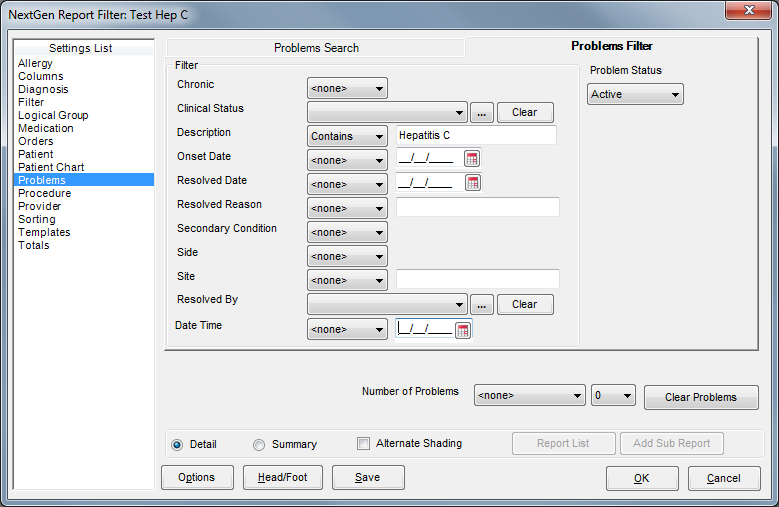 NextGen Report Filter: Test Hep C
Settings List
Allergy
Columns
Diagnosis
Filter
Logical Group
Medication
Orders
Patient
Patient Chart
Problems
Procedure
Provider
Sorting
Templates
Totals
Problems Search
Problems Filter
Filter
Chronic <none>
Clinical Status ... Clear
Description Contains Hepatitis C
Onset Date <none> __/__/____
Resolved Date <none> __/__/____
Resolved Reason <none>
Secondary Condition <none>
Side <none>
Site <none>
Resolved By ... Clear
Date Time <none> __/__/____
Problem Status
Active
Number of Problems <none> 0 Clear Problems
Detail Summary Alternate Shading Report List Add Sub Report
Options Head/Foot Save OK Cancel